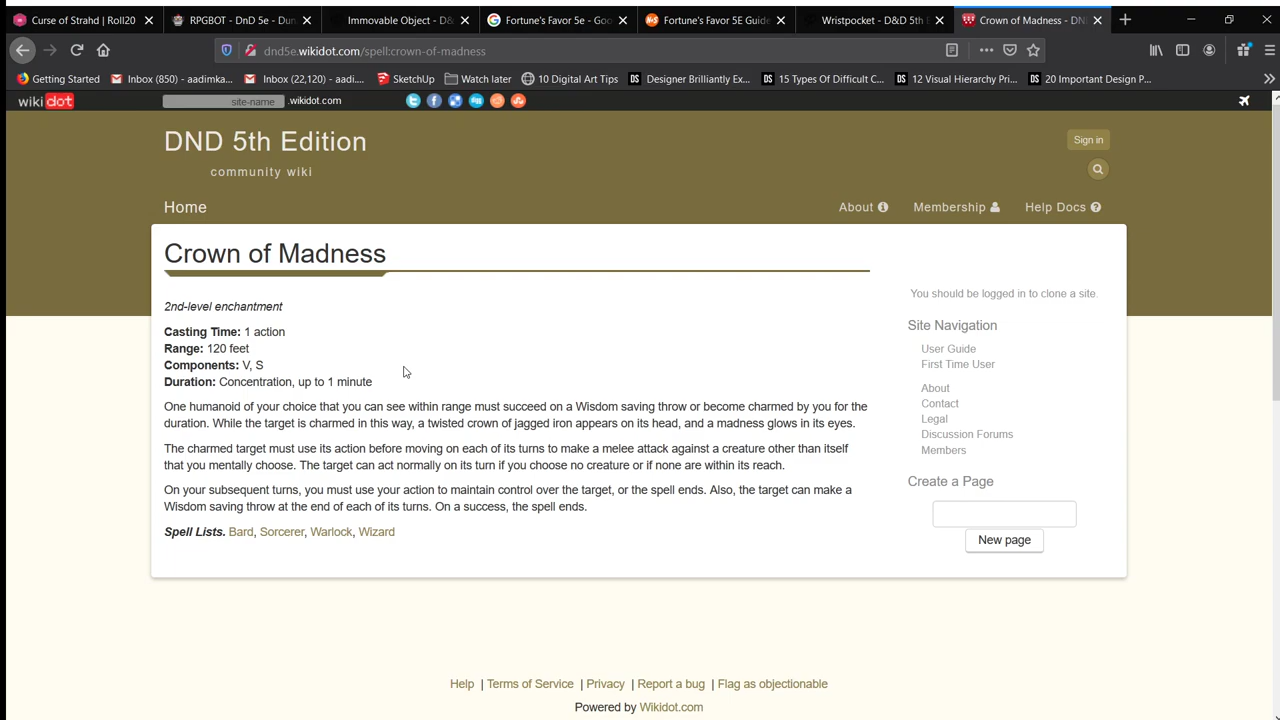 Curse of Strahd | Roll20
RPGBOT - DnD 5e - Dun
Immovable Object - D&
Fortune's Favor 5e - Goo
Fortune's Favor 5E Guide
Wristpocket - D&D 5th E
Crown of Madness - DN
dnd5e.wikidot.com/spell:crown-of-madness
Getting Started
Inbox (850) - aadimka...
Inbox (22,120) - aadi...
SketchUp
Watch later
10 Digital Art Tips
DS Designer Brilliantly Ex...
DS 15 Types Of Difficult C...
DS 12 Visual Hierarchy Pri...
DS 20 Important Design P...
wikidot
site-name .wikidot.com
DND 5th Edition
Sign in
community wiki
Home
About
Membership
Help Docs
Crown of Madness
2nd-level enchantment
Casting Time: 1 action
Range: 120 feet
Components: V, S
Duration: Concentration, up to 1 minute
One humanoid of your choice that you can see within range must succeed on a Wisdom saving throw or become charmed by you for the
duration. While the target is charmed in this way, a twisted crown of jagged iron appears on its head, and a madness glows in its eyes.
The charmed target must use its action before moving on each of its turns to make a melee attack against a creature other than itself
that you mentally choose. The target can act normally on its turn if you choose no creature or if none are within its reach.
On your subsequent turns, you must use your action to maintain control over the target, or the spell ends. Also, the target can make a
Wisdom saving throw at the end of each of its turns. On a success, the spell ends.
Spell Lists. Bard, Sorcerer, Warlock, Wizard
You should be logged in to clone a site.
Site Navigation
User Guide
First Time User
About
Contact
Legal
Discussion Forums
Members
Create a Page
New page
Help | Terms of Service | Privacy | Report a bug | Flag as objectionable
Powered by Wikidot.com